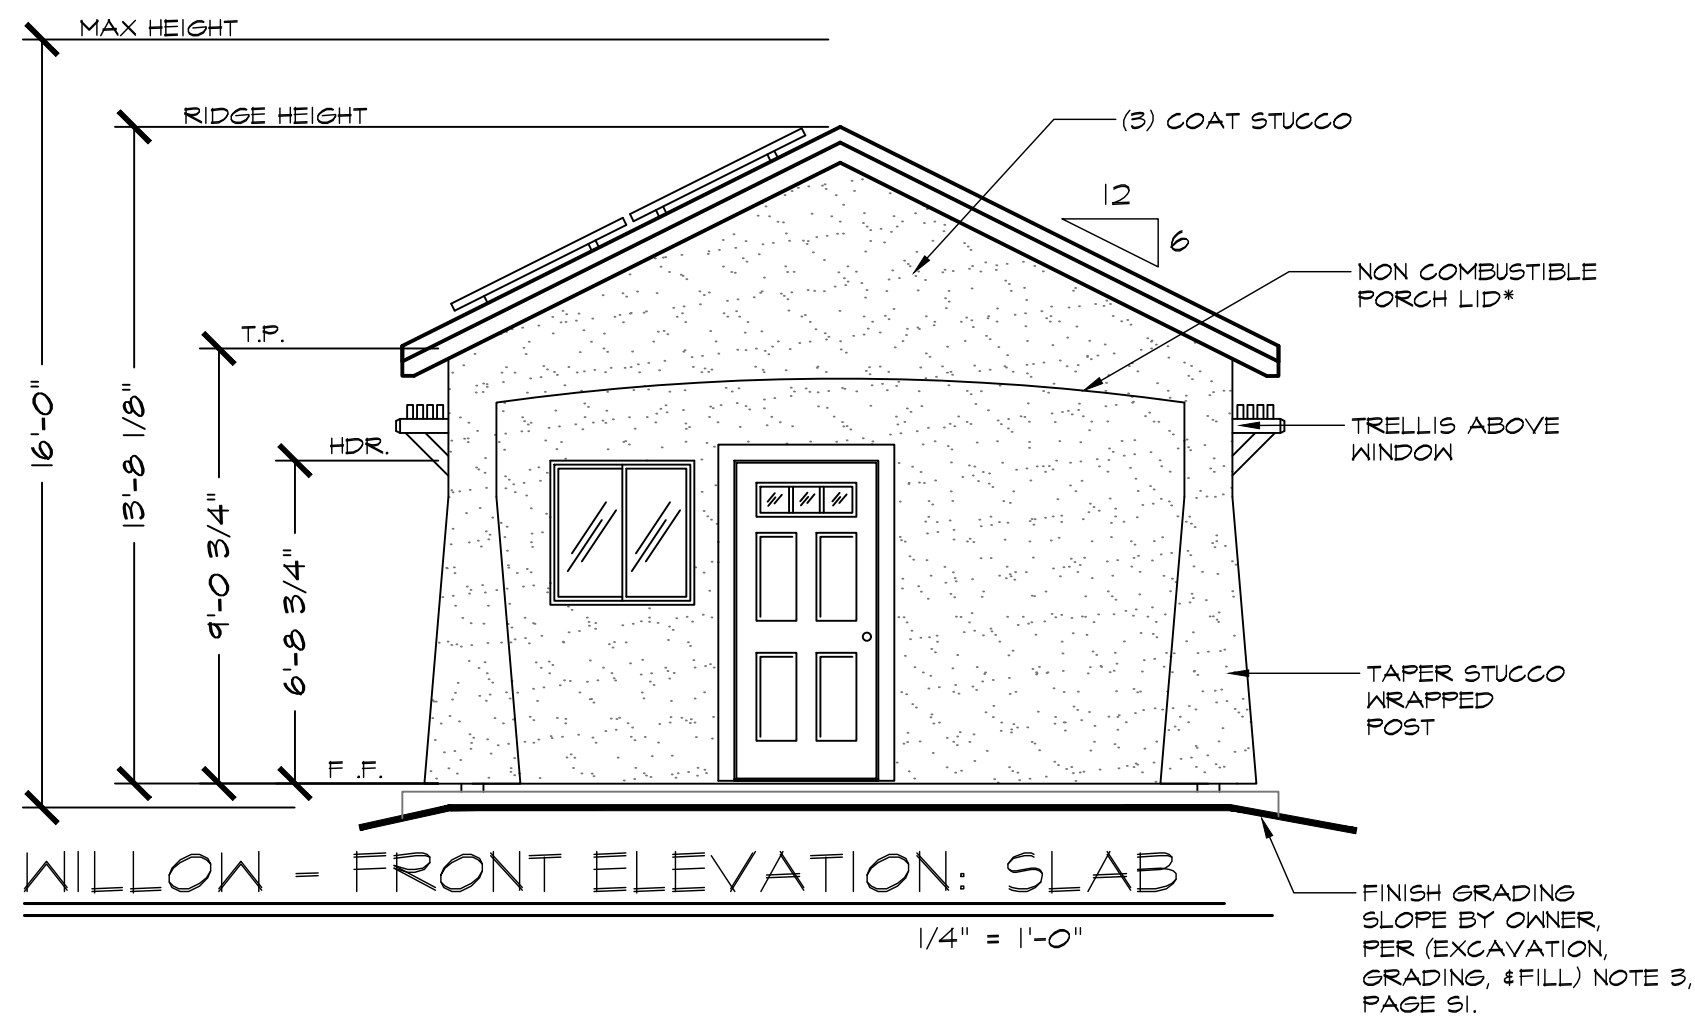 MAX HEIGHT
RIDGE HEIGHT
(3) COAT STUCCO
12
6
NON COMBUSTIBLE
PORCH LID*
T.P.
TRELLIS ABOVE
WINDOW
HDR.
16'-0"
13'-8 1/8"
9'-0 3/4"
6'-8 3/4"
TAPER STUCCO
WRAPPED
POST
F .F.
WILLOW - FRONT ELEVATION: SLAB
1/4" = 1'-0"
FINISH GRADING
SLOPE BY OWNER,
PER (EXCAVATION,
GRADING, &FILL) NOTE 3,
PAGE S1.